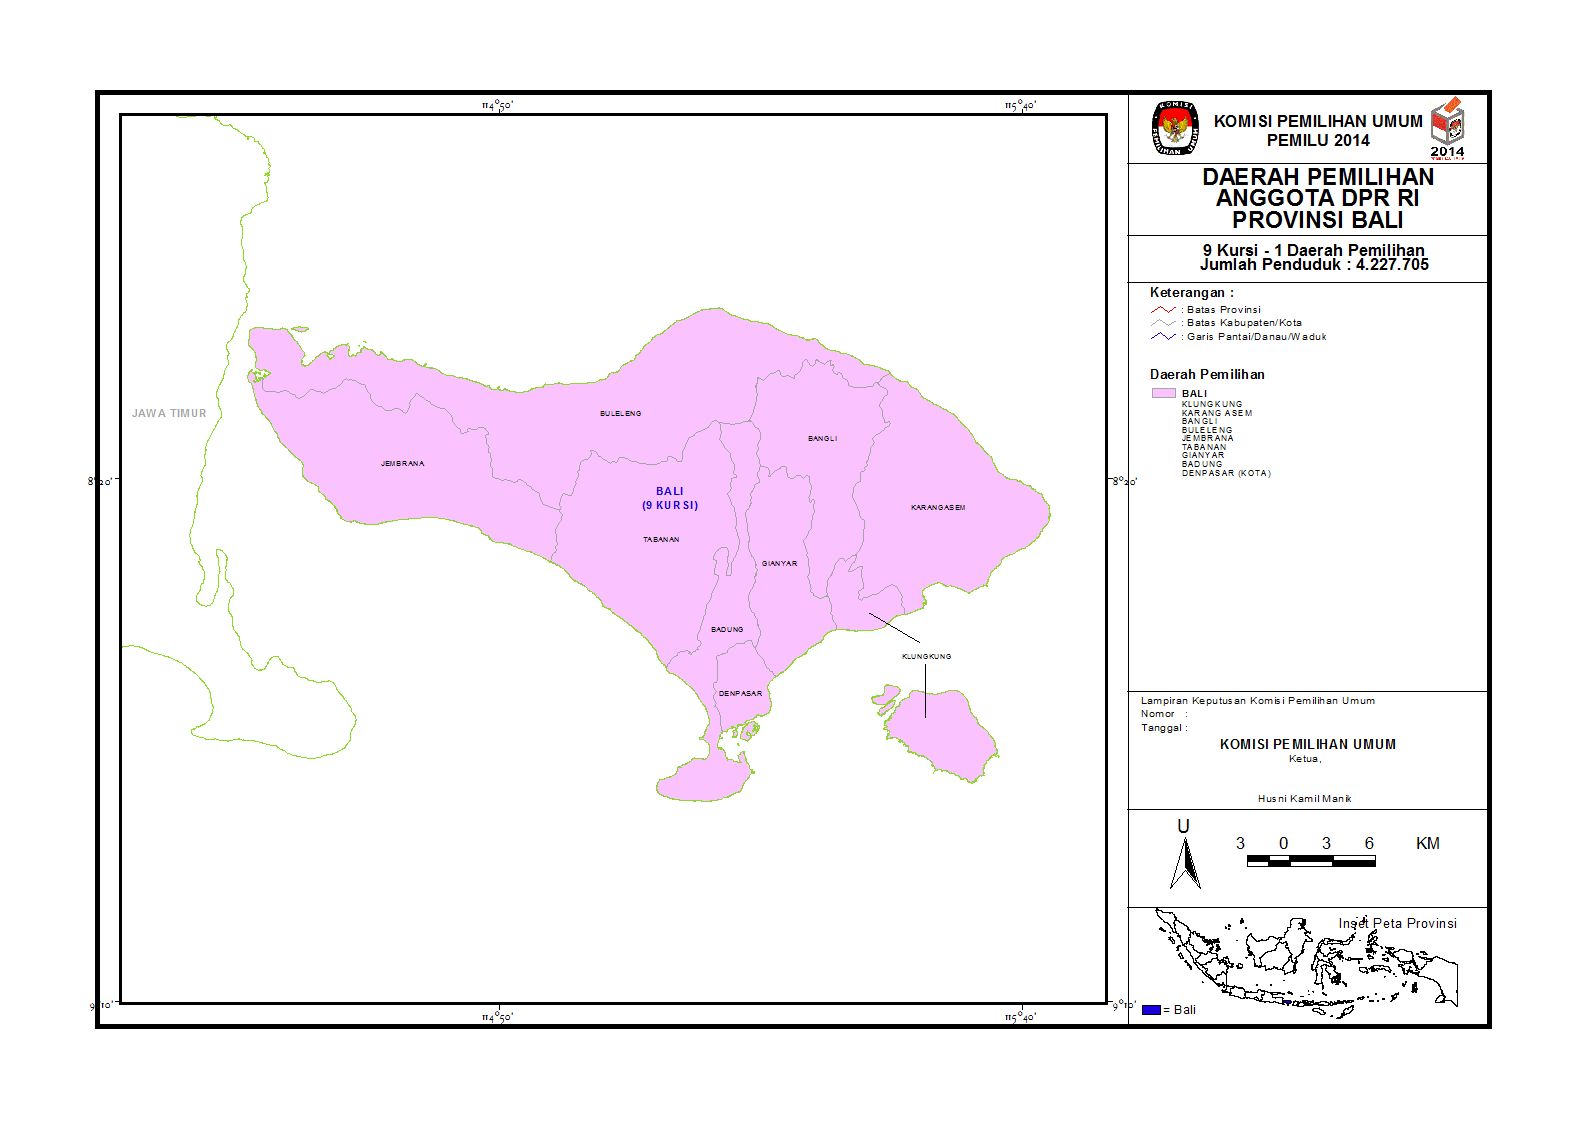 114°50'
115°40'
JAWA TIMUR
BULELENG
BANGLI
JEMBRANA
8°20'
8°20'
BALI
(9 KURSI)
KARANGASEM
TABANAN
GIANYAR
BADUNG
KLUNGKUNG
DENPASAR
9°10'
9°10'
114°50'
115°40'
KOMISI PEMILIHAN UMUM
PEMILU 2014
KOMISI
PEMILIHAN UMUM
2014
DAERAH PEMILIHAN
ANGGOTA DPR RI
PROVINSI BALI
9 Kursi - 1 Daerah Pemilihan
Jumlah Penduduk : 4.227.705
Keterangan :
: Batas Provinsi
: Batas Kabupaten/Kota
: Garis Pantai/Danau/Waduk
Daerah Pemilihan
BALI
KLUNGKUNG
KARANG ASEM
BANGLI
BULELENG
JEMBRANA
TABANAN
GIANYAR
BADUNG
DENPASAR (KOTA)
Lampiran Keputusan Komisi Pemilihan Umum
Nomor :
Tanggal :
KOMISI PEMILIHAN UMUM
Ketua,
Husni Kamil Manik
U
3 0 3 6 KM
Inset Peta Provinsi
= Bali